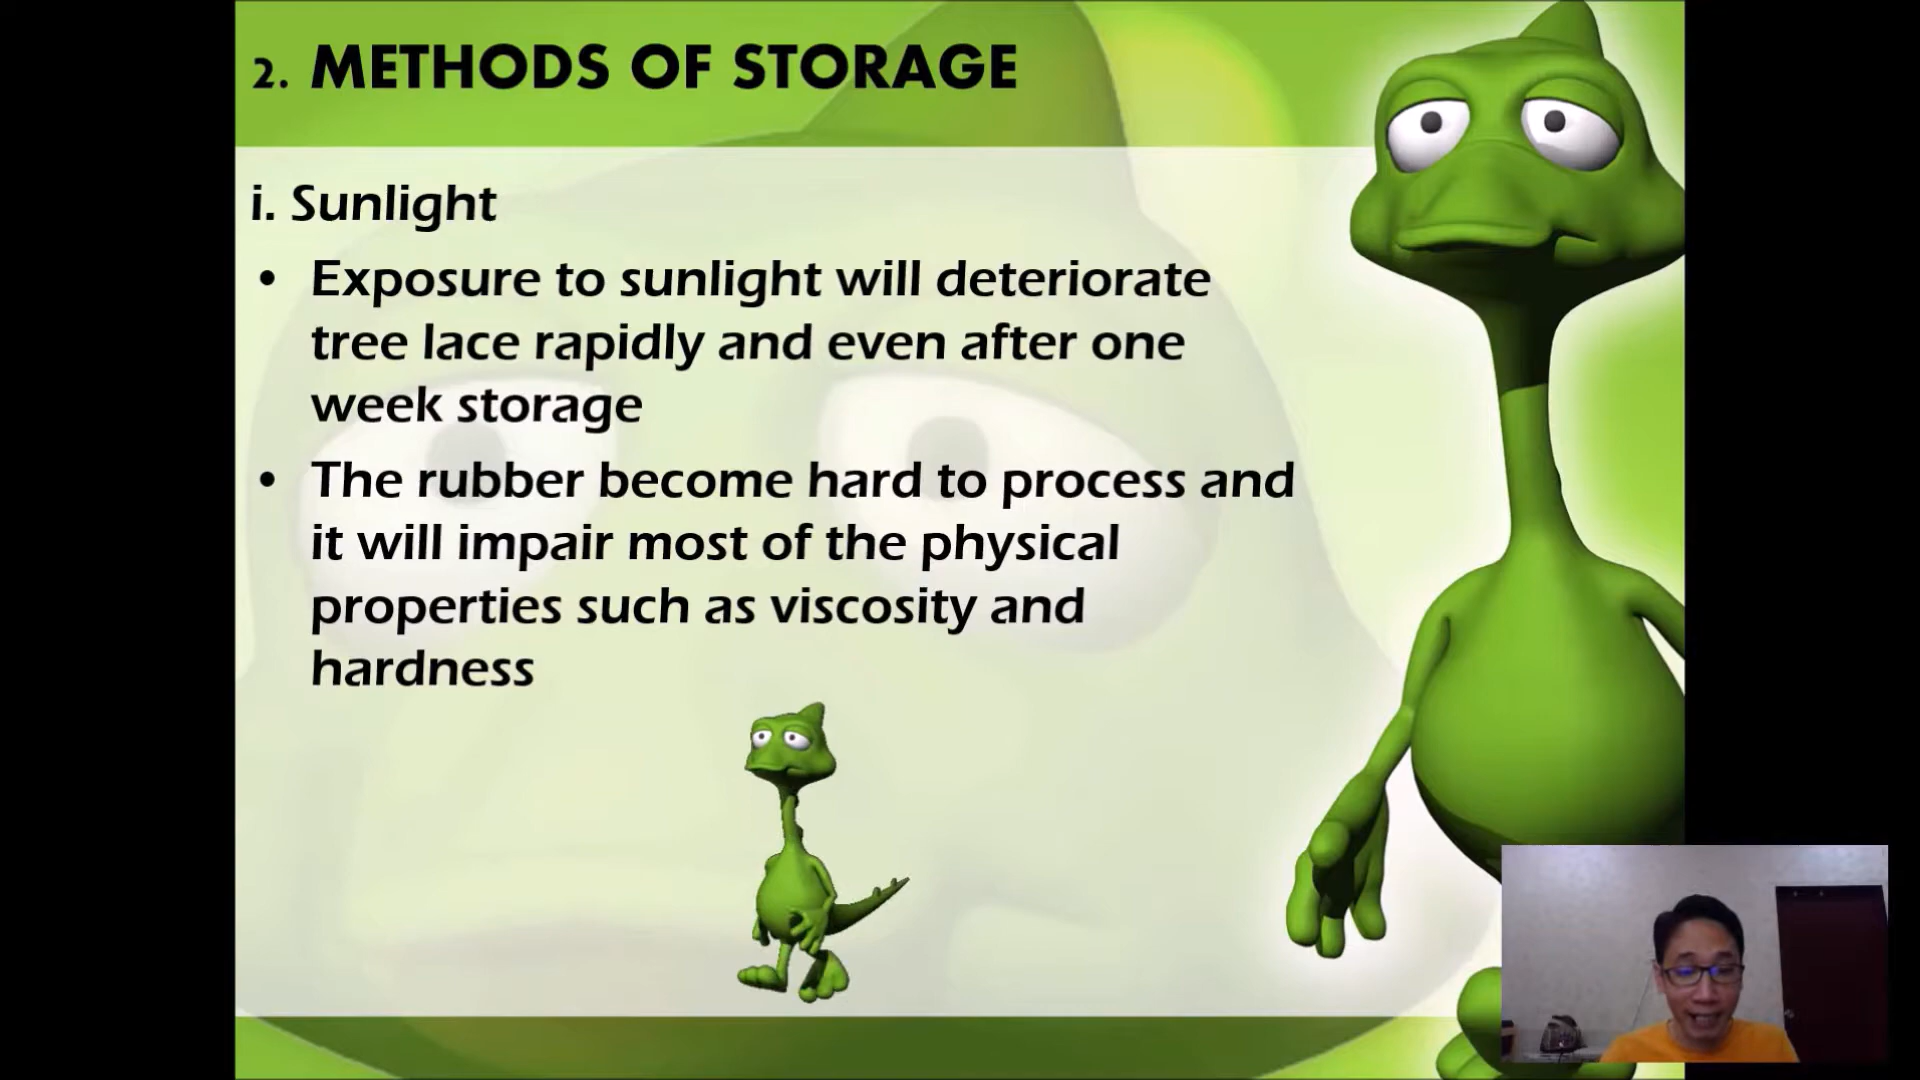 2. METHODS OF STORAGE
i. Sunlight
• Exposure to sunlight will deteriorate
tree lace rapidly and even after one
week storage
• The rubber become hard to process and
it will impair most of the physical
properties such as viscosity and
hardness